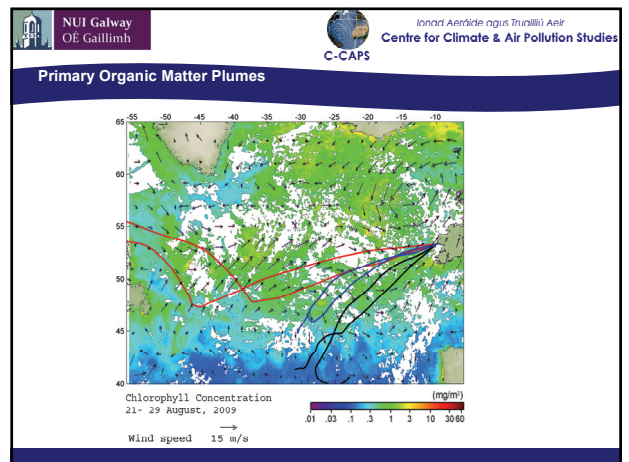 NUI Galway
OÉ Gaillimh
Ionad Aeráide agus Truailliú Aeir
Centre for Climate & Air Pollution Studies
C-CAPS
Primary Organic Matter Plumes
-55 -50 -45 -40 -35 -30 -25 -20 -15 -10
65
60
55
50
45
40
Chlorophyll Concentration
21- 29 August, 2009
(mg/m³)
.01 .03 .1 .3 1 3 10 30 60
Wind speed 15 m/s